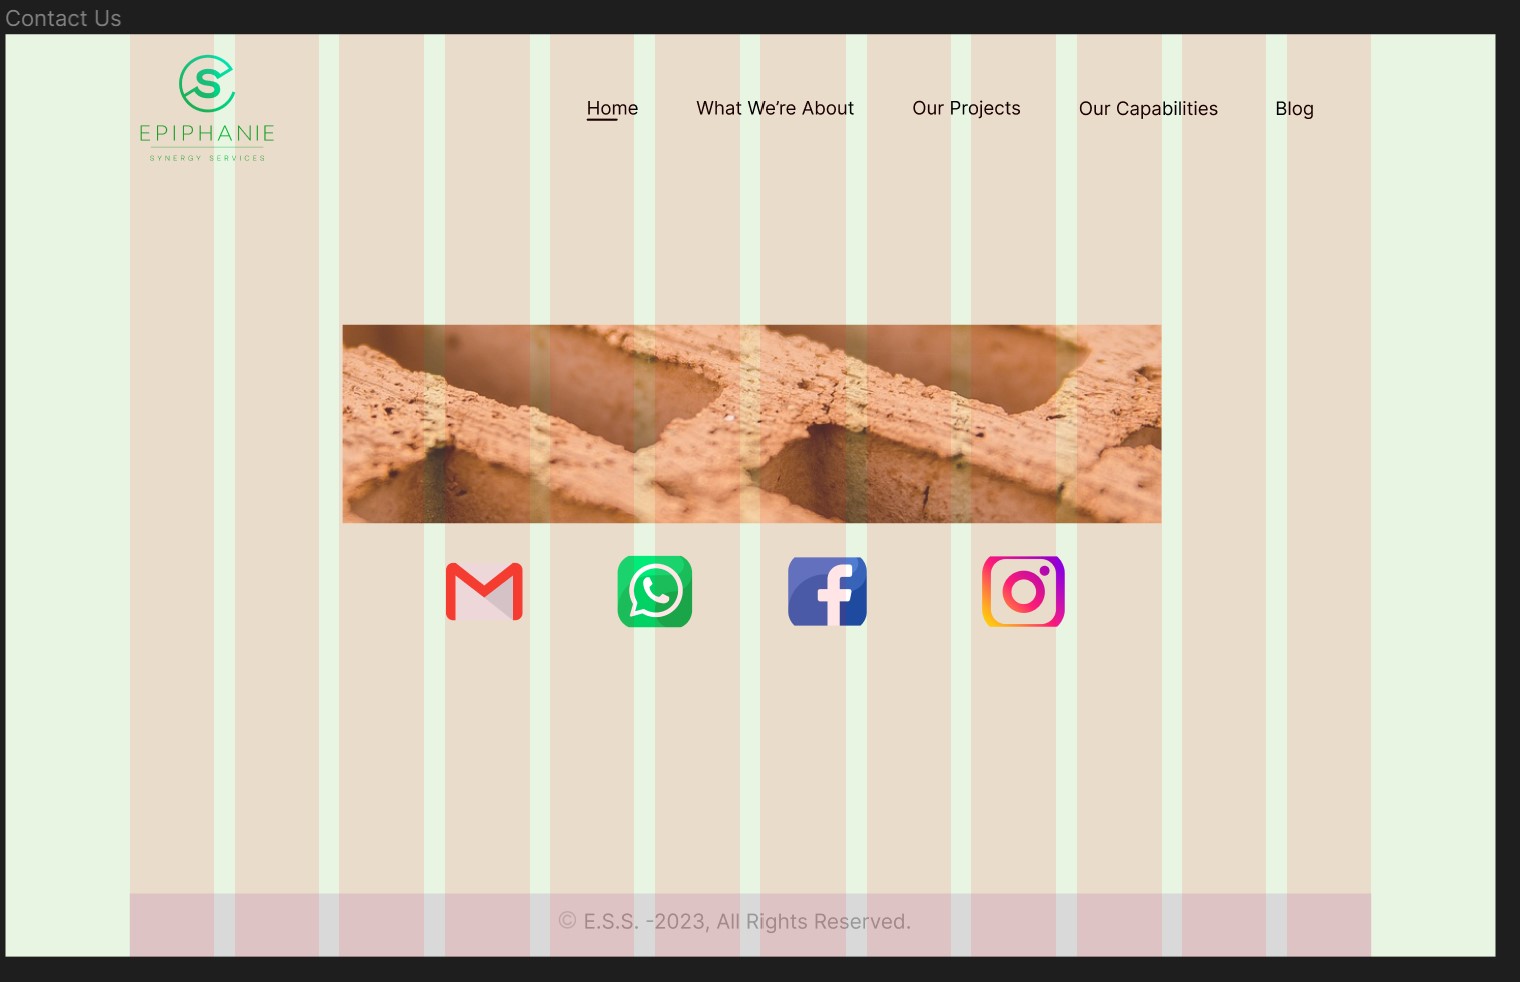 Contact Us
EPIPHANIE
SYNERGY SERVICES
Home What We’re About Our Projects Our Capabilities Blog
© E.S.S. -2023, All Rights Reserved.